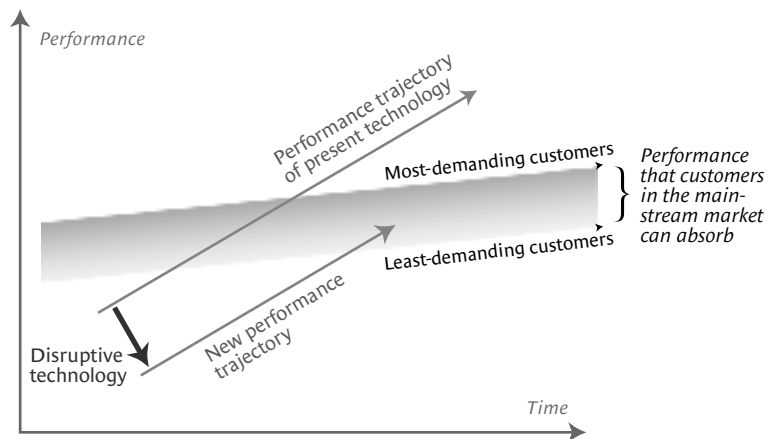 Performance
Performance trajectory
of present technology
Most-demanding customers
Performance
that customers
in the main-
stream market
can absorb
Least-demanding customers
New performance
trajectory
Disruptive
technology
Time